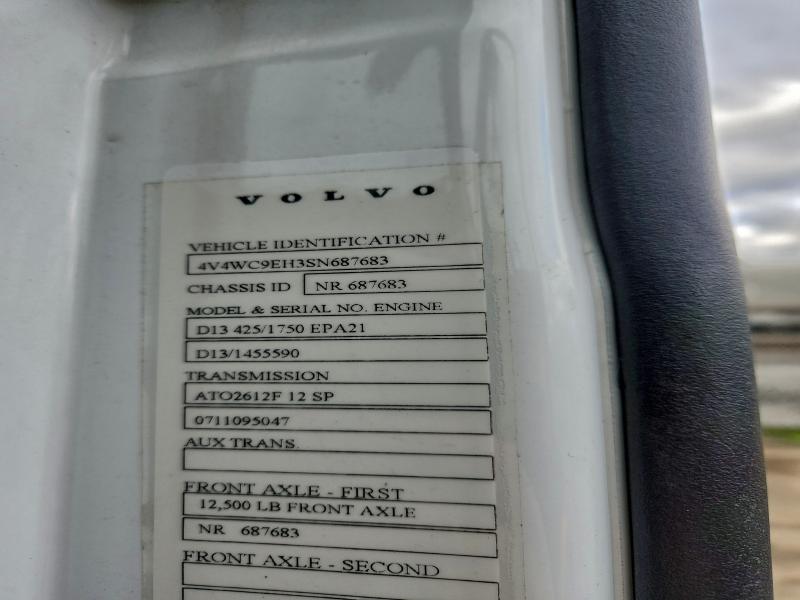 VOLVO
VEHICLE IDENTIFICATION #
4V4WC9EH3SN687683
CHASSIS ID NR 687683
MODEL & SERIAL NO. ENGINE
D13 425/1750 EPA21
D13/1455590
TRANSMISSION
ATO2612F 12 SP
0711095047
AUX TRANS.
FRONT AXLE - FIRST
12,500 LB FRONT AXLE
NR 687683
FRONT AXLE - SECOND